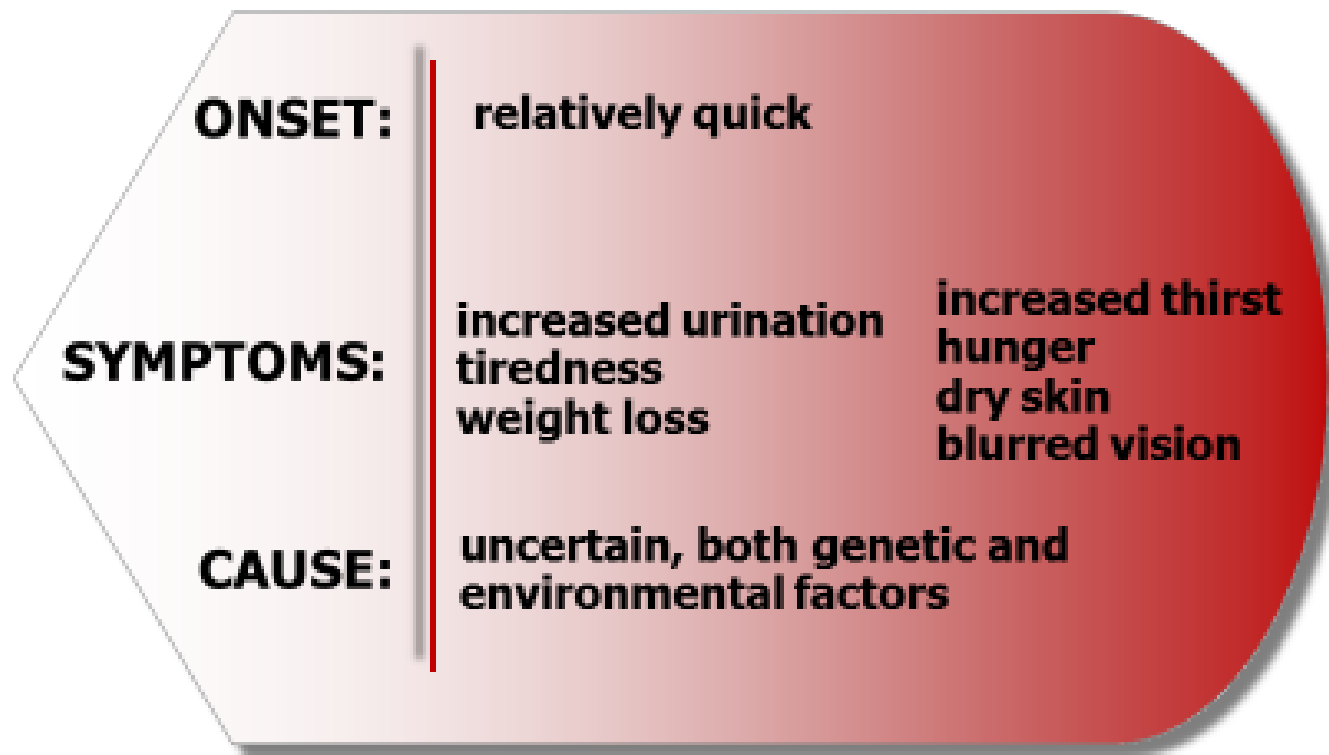 ONSET:
relatively quick
SYMPTOMS:
increased urination
tiredness
weight loss
increased thirst
hunger
dry skin
blurred vision
CAUSE:
uncertain, both genetic and
environmental factors